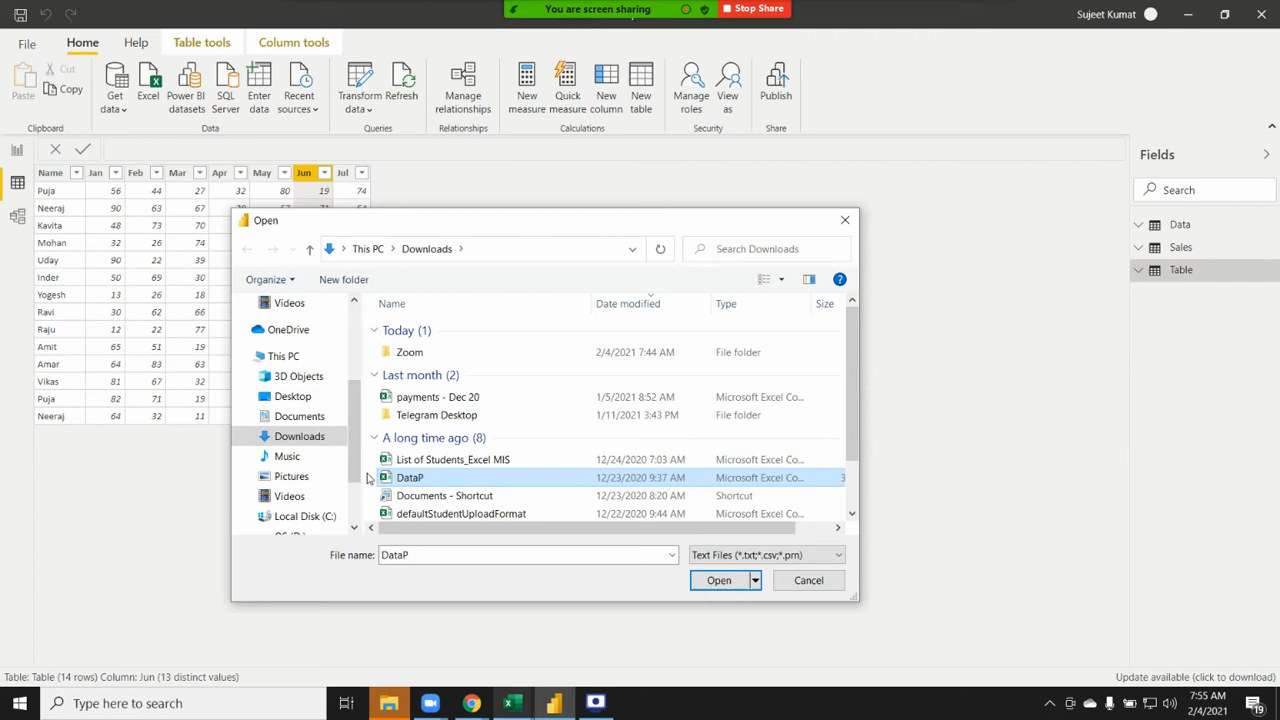 You are screen sharing
Stop Share
Sujeet Kumat
File
Home
Help
Table tools
Column tools
Paste
Cut
Copy
Clipboard
Get data
Excel
Power BI datasets
SQL Server
Enter data
Recent sources
Data
Transform data
Refresh
Queries
Manage relationships
Relationships
New measure
Quick measure
New column
New table
Calculations
Manage roles
View as
Security
Publish
Share
Name Jan Feb Mar Apr May Jun Jul
Puja 56 44 27 32 80 19 74
Neeraj 90 63 67
Kavita 48 73 70
Mohan 32 26 74
Uday 90 22 39
Inder 50 69 30
Yogesh 13 26 18
Ravi 30 62 66
Raju 12 22 77
Amit 65 51 19
Amar 64 83 63
Vikas 81 67 32
Puja 82 71 19
Neeraj 64 32 11
Fields
Search
Data
Sales
Table
Open
This PC
Downloads
Search Downloads
Organize
New folder
Videos
OneDrive
This PC
3D Objects
Desktop
Documents
Downloads
Music
Pictures
Videos
Local Disk (C:)
Name Date modified Type Size
Today (1)
Zoom 2/4/2021 7:44 AM File folder
Last month (2)
payments - Dec 20 1/5/2021 8:52 AM Microsoft Excel Co...
Telegram Desktop 1/11/2021 3:43 PM File folder
A long time ago (8)
List of Students_Excel MIS 12/24/2020 7:03 AM Microsoft Excel Co...
DataP 12/23/2020 9:37 AM Microsoft Excel Co... 3
Documents - Shortcut 12/23/2020 8:20 AM Shortcut
defaultStudentUploadFormat 12/22/2020 9:44 AM Microsoft Excel Co...
File name: DataP
Text Files (*.txt;*.csv;*.prn)
Open
Cancel
Table: Table (14 rows) Column: Jun (13 distinct values)
Update available (click to download)
Type here to search
7:55 AM
2/4/2021
19